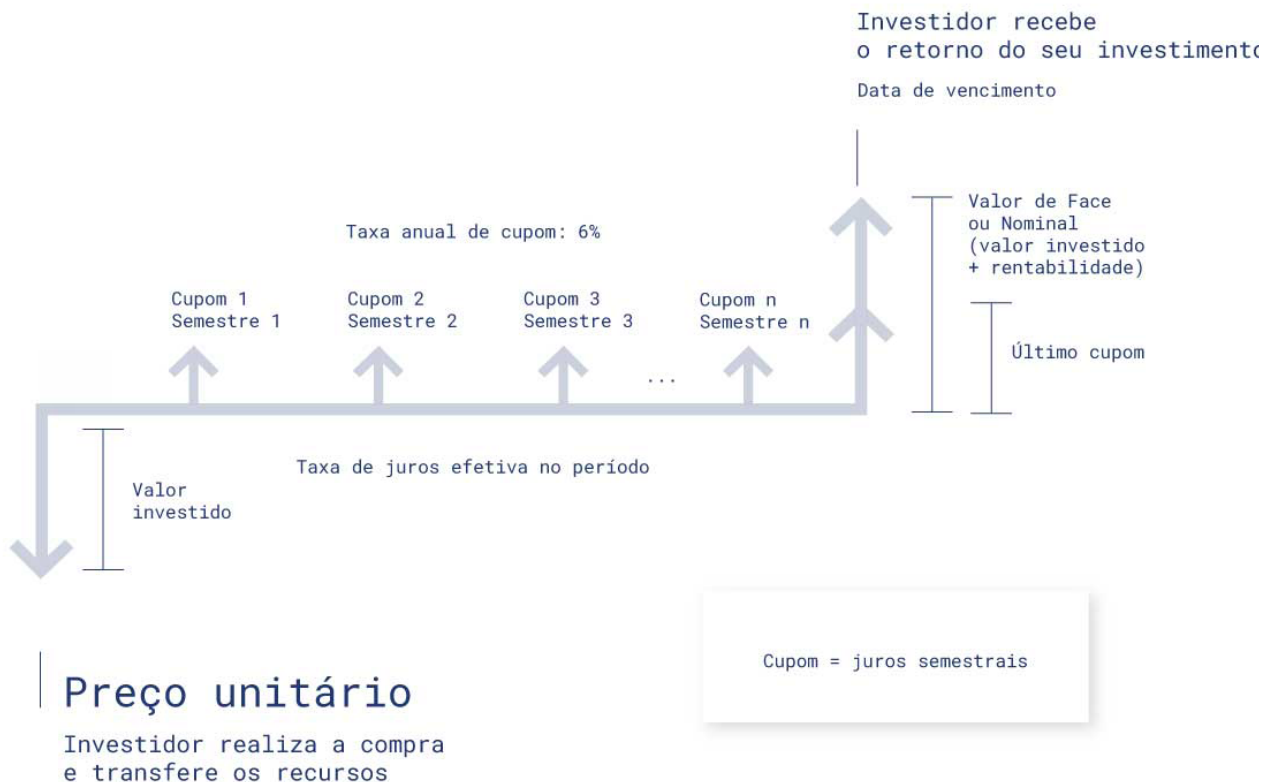 Investidor recebe
o retorno do seu investimento
Data de vencimento
Valor de Face
ou Nominal
(valor investido
+ rentabilidade)
Taxa anual de cupom: 6%
Cupom 1
Semestre 1
Cupom 2
Semestre 2
Cupom 3
Semestre 3
...
Cupom n
Semestre n
Último cupom
Taxa de juros efetiva no período
Valor
investido
Cupom = juros semestrais
Preço unitário
Investidor realiza a compra
e transfere os recursos